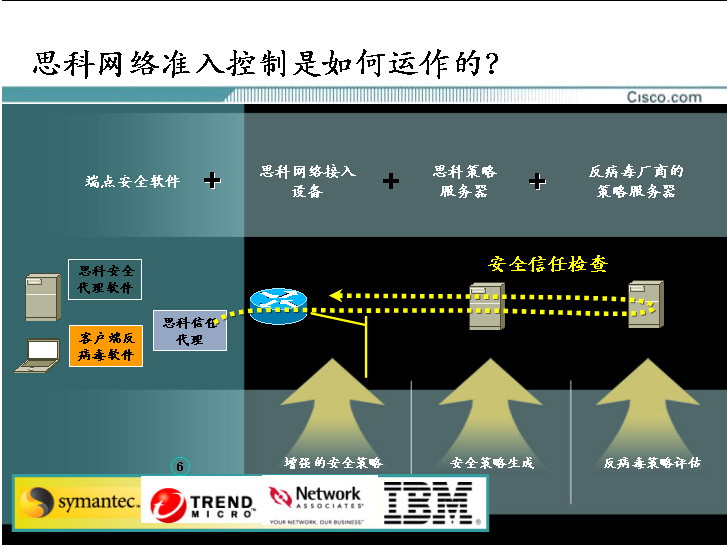 思科网络准入控制是如何运作的?
Cisco.com
端点安全软件
+
思科网络接入
设备
+
思科策略
服务器
+
反病毒厂商的
策略服务器
安全信任检查
思科安全
代理软件
客户端反
病毒软件
思科信任
代理
增强的安全策略
安全策略生成
反病毒策略评估
6
symantec.
TREND
MICRO™
Network
ASSOCIATES®
YOUR NETWORK. OUR BUSINESS.™
IBM®